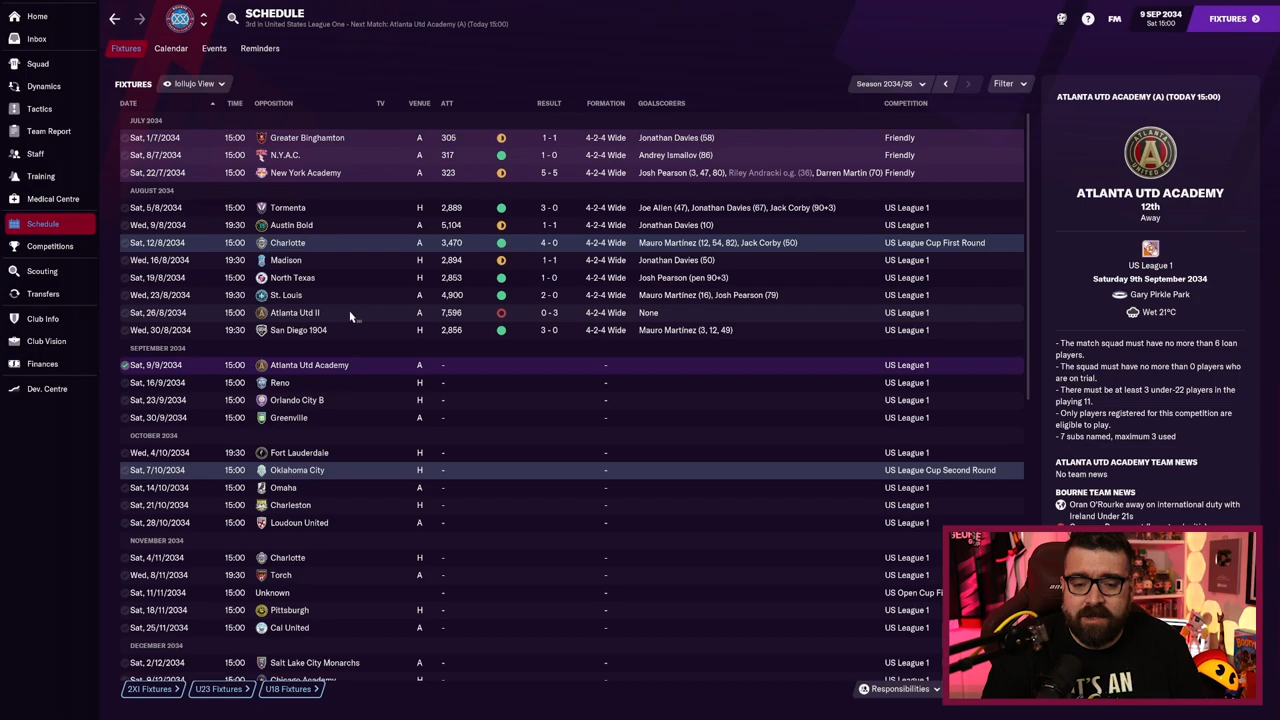 Home
Inbox
Squad
Dynamics
Tactics
Team Report
Staff
Training
Medical Centre
Schedule
Competitions
Scouting
Transfers
Club Info
Club Vision
Finances
Dev. Centre
SCHEDULE
3rd in United States League One - Next Match: Atlanta Utd Academy (A) (Today 15:00)
? FM 9 SEP 2034 Sat 15:00 FIXTURES
Fixtures Calendar Events Reminders
FIXTURES lollujo View Season 2034/35 Filter
DATE TIME OPPOSITION TV VENUE ATT RESULT FORMATION GOALSCORERS COMPETITION
JULY 2034
Sat, 1/7/2034 15:00 Greater Binghamton A 305 1 - 1 4-2-4 Wide Jonathan Davies (58) Friendly
Sat, 8/7/2034 15:00 N.Y.A.C. A 317 1 - 0 4-2-4 Wide Andrey Ismailov (86) Friendly
Sat, 22/7/2034 15:00 New York Academy A 323 5 - 5 4-2-4 Wide Josh Pearson (3, 47, 80), Riley Andracki o.g. (36), Darren Martin (70) Friendly
AUGUST 2034
Sat, 5/8/2034 15:00 Tormenta H 2,889 3 - 0 4-2-4 Wide Joe Allen (47), Jonathan Davies (67), Jack Corby (90+3) US League 1
Wed, 9/8/2034 19:30 Austin Bold A 5,104 1 - 1 4-2-4 Wide Jonathan Davies (10) US League 1
Sat, 12/8/2034 15:00 Charlotte A 3,470 4 - 0 4-2-4 Wide Mauro Martínez (12, 54, 82), Jack Corby (50) US League Cup First Round
Wed, 16/8/2034 19:30 Madison H 2,894 1 - 1 4-2-4 Wide Jonathan Davies (50) US League 1
Sat, 19/8/2034 15:00 North Texas H 2,853 1 - 0 4-2-4 Wide Josh Pearson (pen 90+3) US League 1
Wed, 23/8/2034 19:30 St. Louis A 4,900 2 - 0 4-2-4 Wide Mauro Martínez (16), Josh Pearson (79) US League 1
Sat, 26/8/2034 15:00 Atlanta Utd II A 7,596 0 - 3 4-2-4 Wide None US League 1
Wed, 30/8/2034 19:30 San Diego 1904 H 2,856 3 - 0 4-2-4 Wide Mauro Martínez (3, 12, 49) US League 1
SEPTEMBER 2034
Sat, 9/9/2034 15:00 Atlanta Utd Academy A - - US League 1
Sat, 16/9/2034 15:00 Reno H - - US League 1
Sat, 23/9/2034 15:00 Orlando City B H - - US League 1
Sat, 30/9/2034 15:00 Greenville A - - US League 1
OCTOBER 2034
Wed, 4/10/2034 19:30 Fort Lauderdale H - - US League 1
Sat, 7/10/2034 15:00 Oklahoma City H - - US League Cup Second Round
Sat, 14/10/2034 15:00 Omaha A - - US League 1
Sat, 21/10/2034 15:00 Charleston H - - US League 1
Sat, 28/10/2034 15:00 Loudoun United A - - US League 1
NOVEMBER 2034
Sat, 4/11/2034 15:00 Charlotte H - - US League 1
Wed, 8/11/2034 19:30 Torch A - - US League 1
Sat, 11/11/2034 15:00 Unknown - - US Open Cup Fi
Sat, 18/11/2034 15:00 Pittsburgh H - - US League 1
Sat, 25/11/2034 15:00 Cal United A - - US League 1
DECEMBER 2034
Sat, 2/12/2034 15:00 Salt Lake City Monarchs A - - US League 1
2XI Fixtures U23 Fixtures U18 Fixtures Responsibilities
ATLANTA UTD ACADEMY (A) (TODAY 15:00)
ATLANTA UTD ACADEMY
12th
Away
US League 1
Saturday 9th September 2034
Gary Pirkle Park
Wet 21°C
- The match squad must have no more than 6 loan
players.
- The squad must have no more than 0 players who
are on trial.
- There must be at least 3 under-22 players in the
playing 11.
- Only players registered for this competition are
eligible to play.
- 7 subs named, maximum 3 used
ATLANTA UTD ACADEMY TEAM NEWS
No team news
BOURNE TEAM NEWS
Oran O'Rourke away on international duty with
Ireland Under 21s